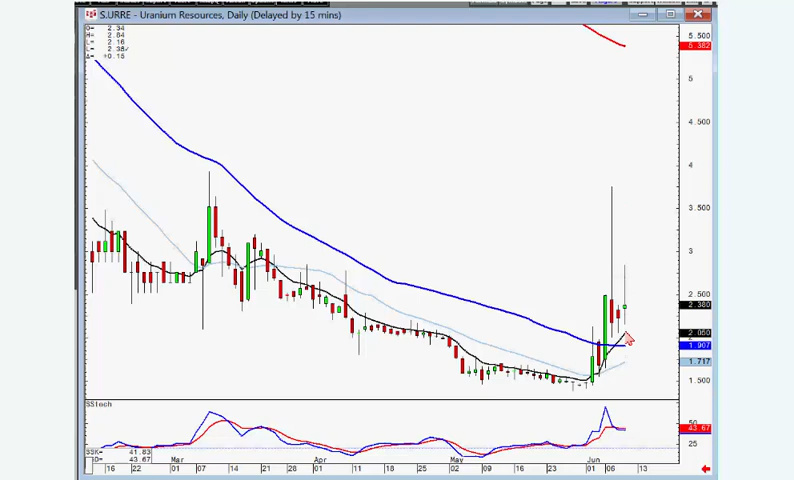 S.URRE - Uranium Resources, Daily (Delayed by 15 mins)
O= 2.34
H= 2.84
L= 2.16
L= 2.38/
Δ= +0.15
5.500
5.382
5
4.500
4
3.500
3
2.500
2.380
2.050
2
1.907
1.717
1.500
SStoch
50
43.67
25
SSK= 41.83
43.67
16 22 Mar 01 07 14 21 28 Apr 01 11 18 25 May 02 09 16 23 Jun 01 06 13